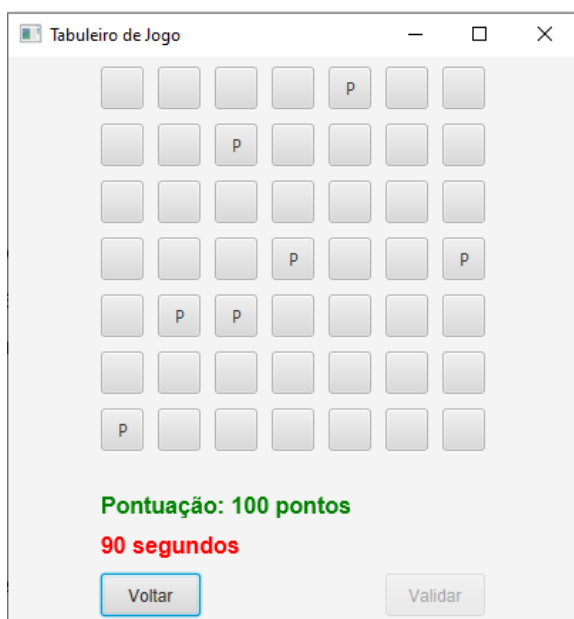 Tabuleiro de Jogo
P
P
P P
P P
P
Pontuação: 100 pontos
90 segundos
Voltar Validar